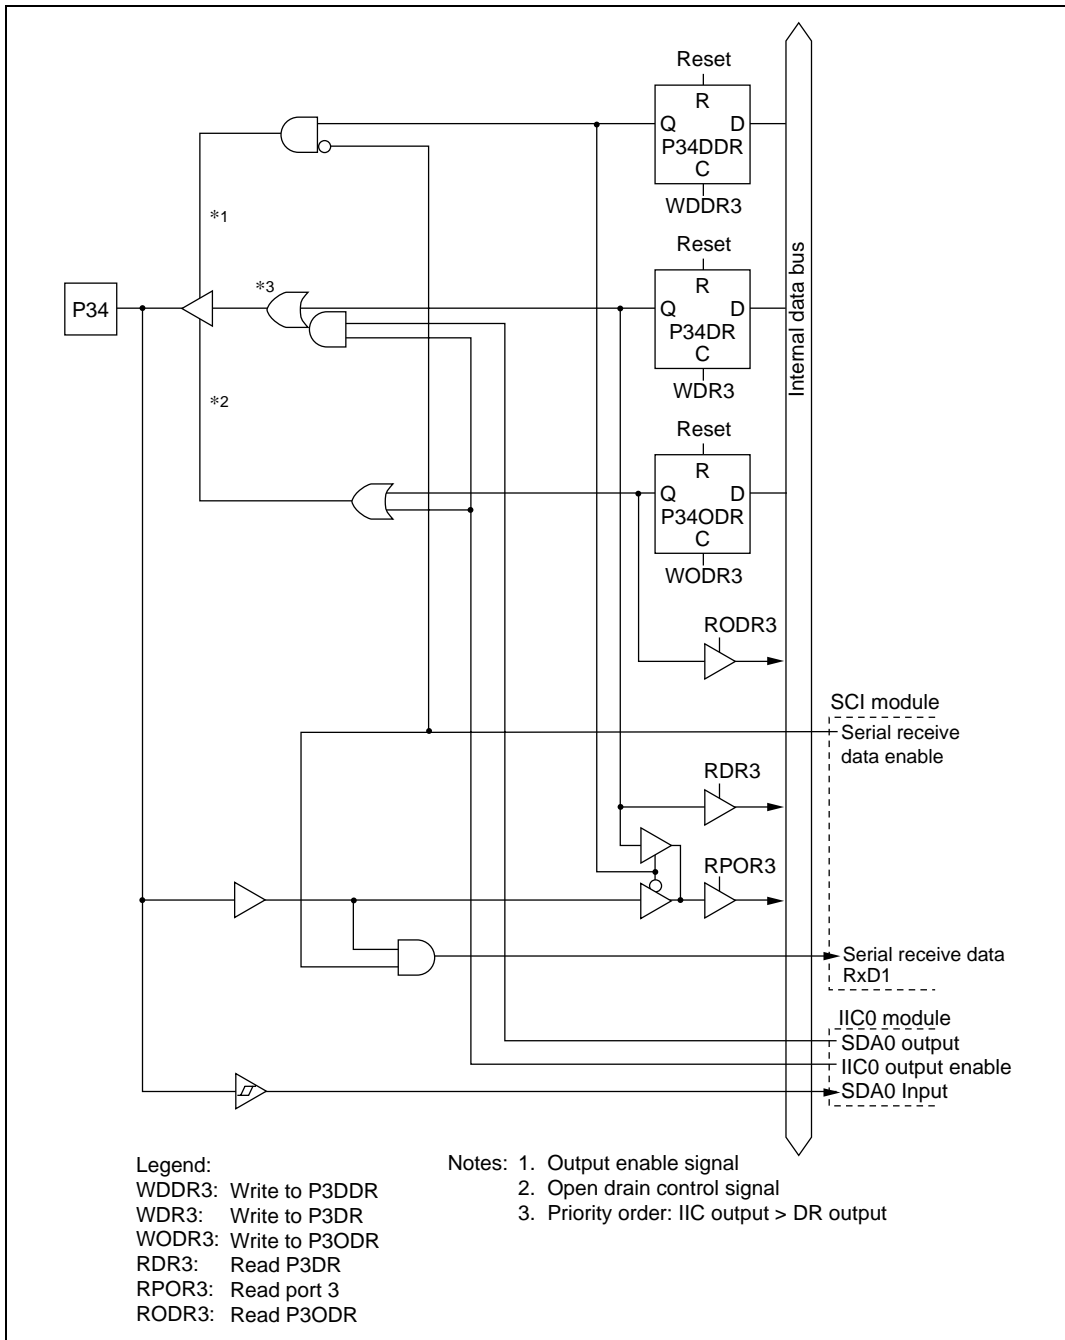 Reset
R
Q D
P34DDR
C
WDDR3
*1
Reset
R
P34
*3
Q D
P34DR
C
WDR3
Internal data bus
*2
Reset
R
Q D
P34ODR
C
WODR3
RODR3
SCI module
Serial receive
data enable
RDR3
RPOR3
Serial receive data
RxD1
IIC0 module
SDA0 output
IIC0 output enable
SDA0 Input
Legend:
WDDR3: Write to P3DDR
WDR3: Write to P3DR
WODR3: Write to P3ODR
RDR3: Read P3DR
RPOR3: Read port 3
RODR3: Read P3ODR
Notes: 1. Output enable signal
2. Open drain control signal
3. Priority order: IIC output > DR output